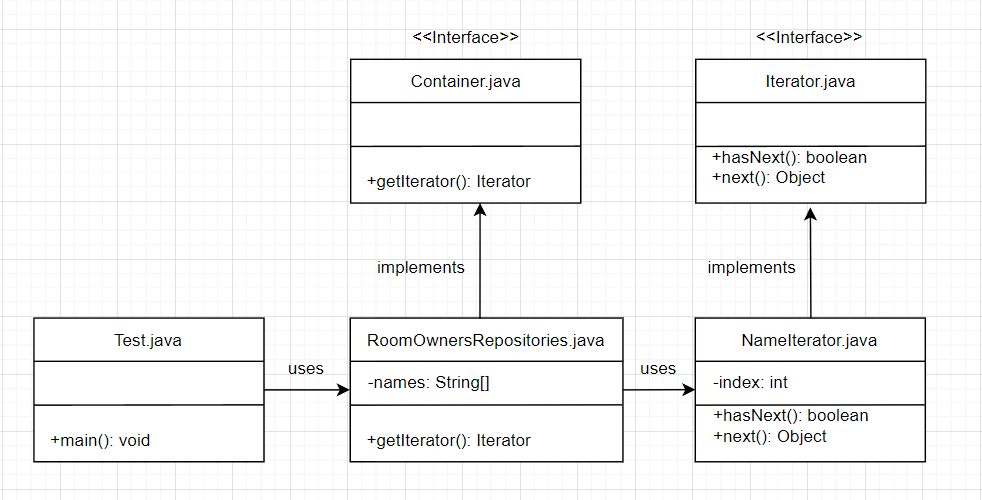 <<Interface>>
Container.java
+getIterator(): Iterator
<<Interface>>
Iterator.java
+hasNext(): boolean
+next(): Object
implements
implements
Test.java
+main(): void
uses
RoomOwnersRepositories.java
-names: String[]
+getIterator(): Iterator
uses
NameIterator.java
-index: int
+hasNext(): boolean
+next(): Object